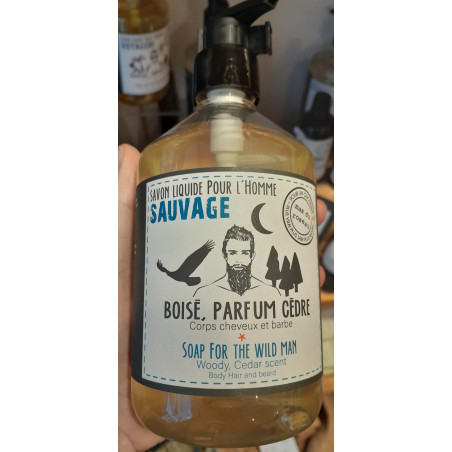 SAVON LIQUIDE POUR L'HOMME
SAUVAGE
BOISÉ, PARFUM CÈDRE
Corps cheveux et barbe
SOAP FOR THE WILD MAN
Woody, Cedar scent
Body Hair and beard